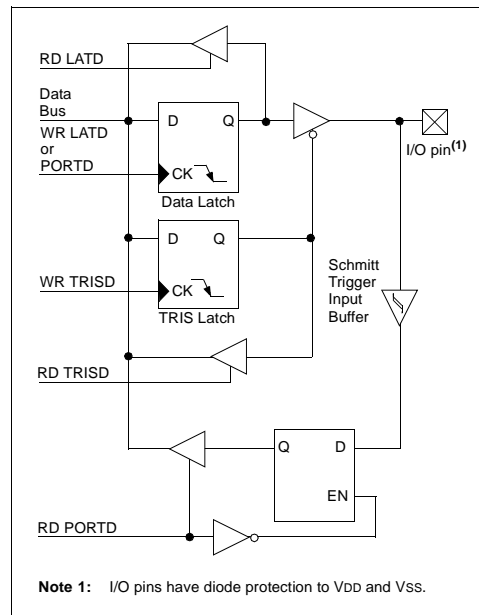 RD LATD
Data
Bus
WR LATD
or
PORTD
D Q
CK
Data Latch
I/O pin(1)
D Q
WR TRISD
CK
TRIS Latch
Schmitt
Trigger
Input
Buffer
RD TRISD
Q D
EN
RD PORTD
Note 1: I/O pins have diode protection to VDD and VSS.